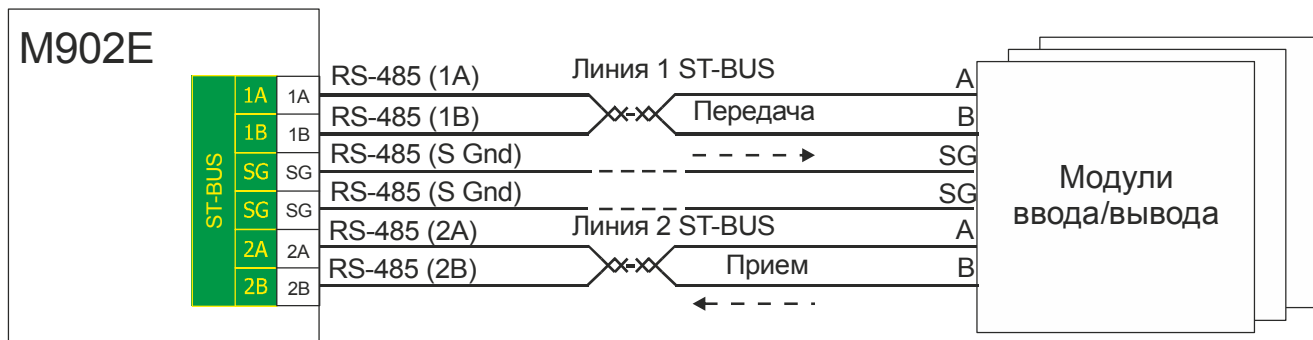 M902E
ST-BUS
1A 1A RS-485 (1A) Линия 1 ST-BUS A
1B 1B RS-485 (1B) Передача B
SG SG RS-485 (S Gnd) SG
SG SG RS-485 (S Gnd) SG
2A 2A RS-485 (2A) Линия 2 ST-BUS A
2B 2B RS-485 (2B) Прием B
Модули
ввода/вывода